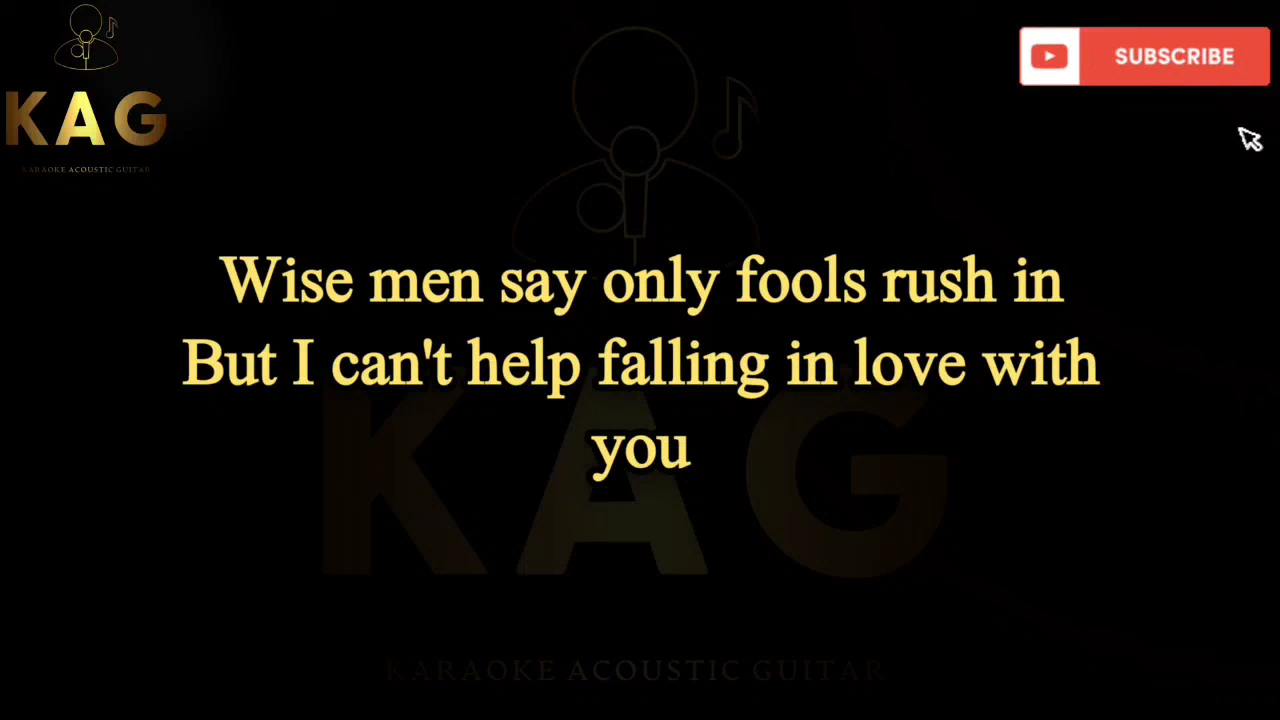 KAG
KARAOKE ACOUSTIC GUITAR
SUBSCRIBE
Wise men say only fools rush in
But I can't help falling in love with
you
KAG
KARAOKE ACOUSTIC GUITAR